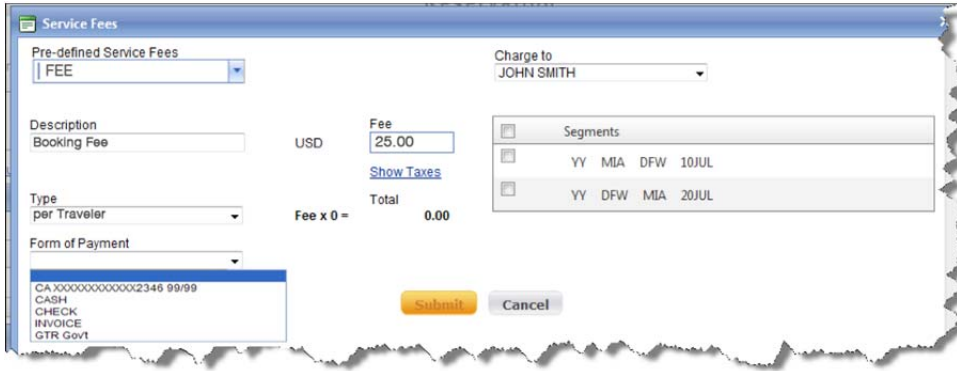 Service Fees
Pre-defined Service Fees
FEE
Charge to
JOHN SMITH
Description
Booking Fee
USD
Fee
25.00
Show Taxes
Segments
YY MIA DFW 10JUL
YY DFW MIA 20JUL
Type
per Traveler
Fee x 0 =
Total
0.00
Form of Payment
CA XXXXXXXXXXXX2346 99/99
CASH
CHECK
INVOICE
GTR Gov't
Submit
Cancel